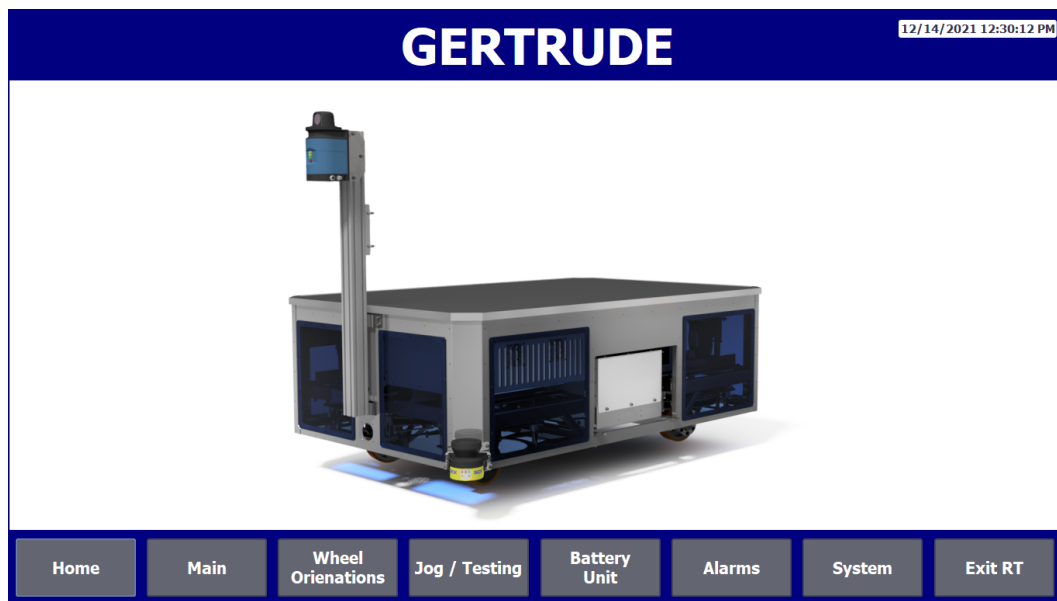 GERTRUDE
12/14/2021 12:30:12 PM
Home
Main
Wheel
Orienations
Jog / Testing
Battery
Unit
Alarms
System
Exit RT